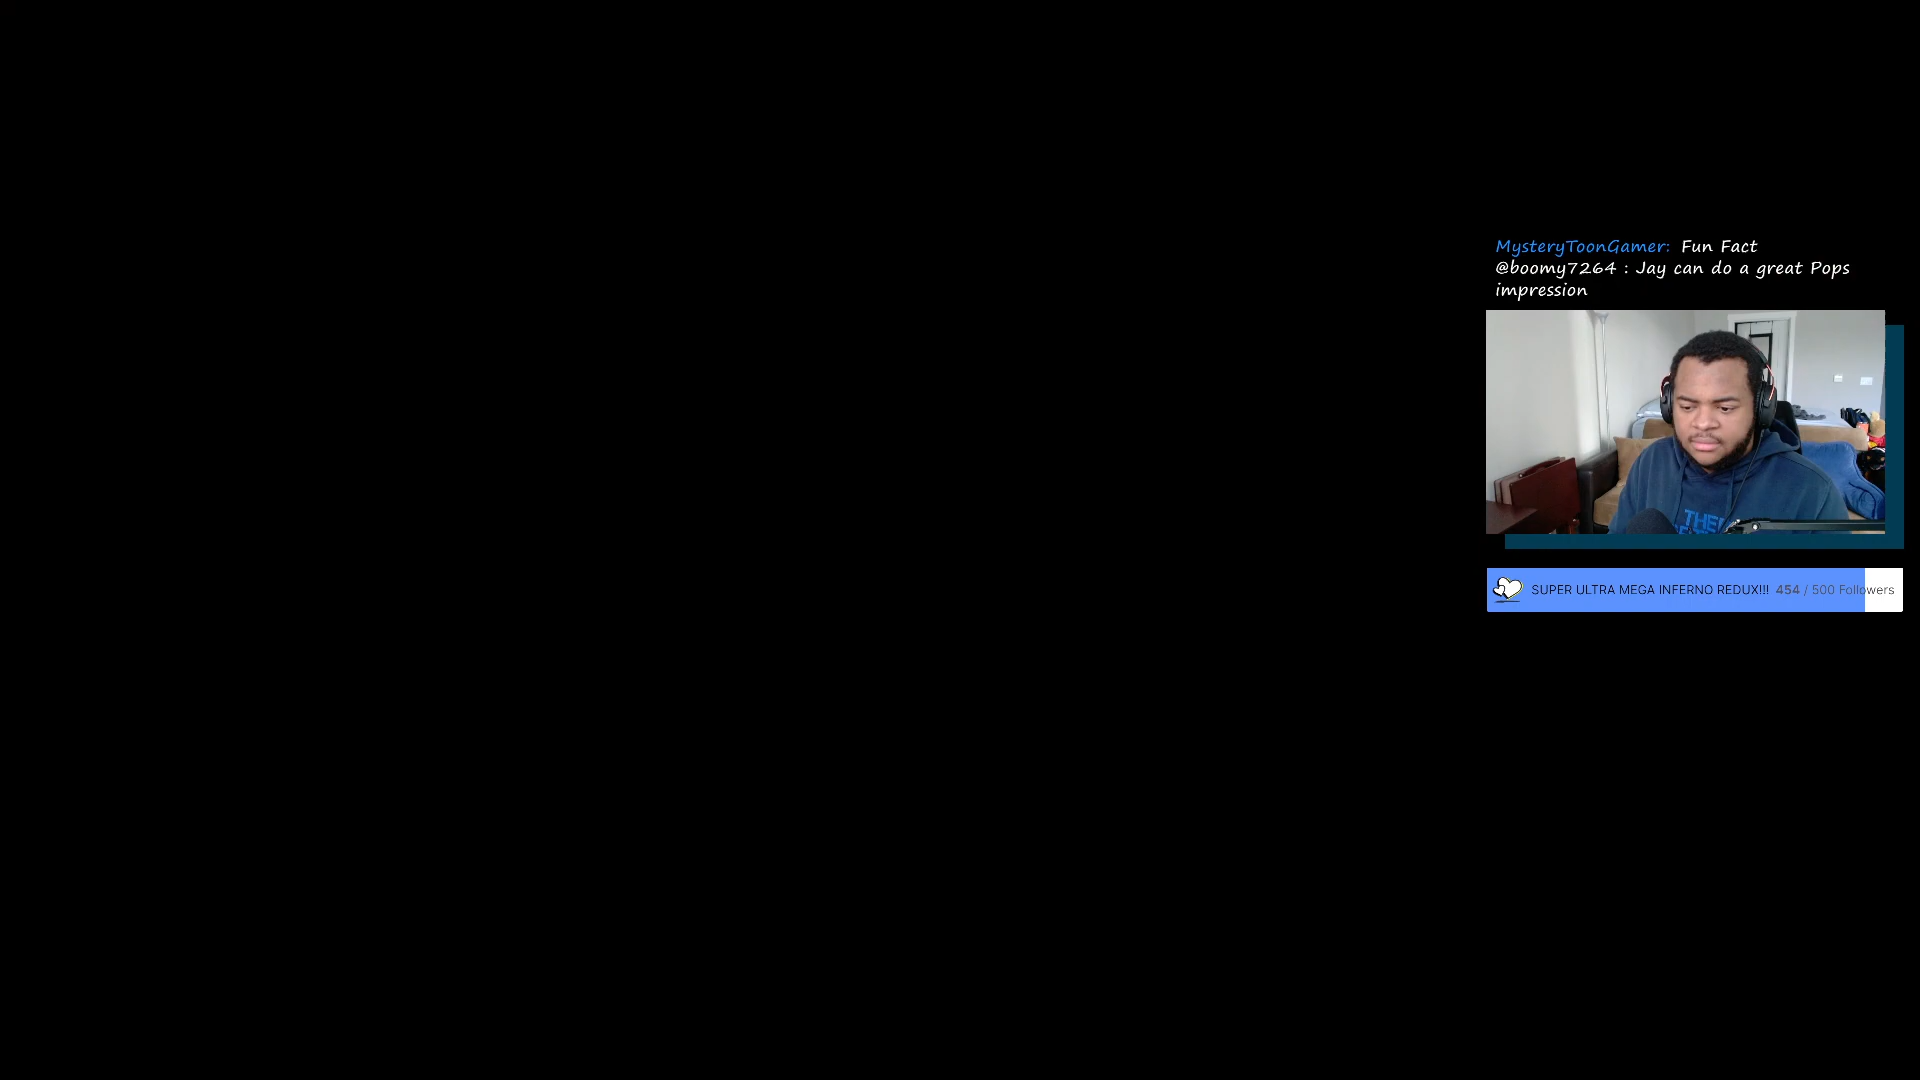 MysteryToonGamer: Fun Fact
@boomy7264 : Jay can do a great Pops
impression
SUPER ULTRA MEGA INFERNO REDUX!!! 454 / 500 Followers